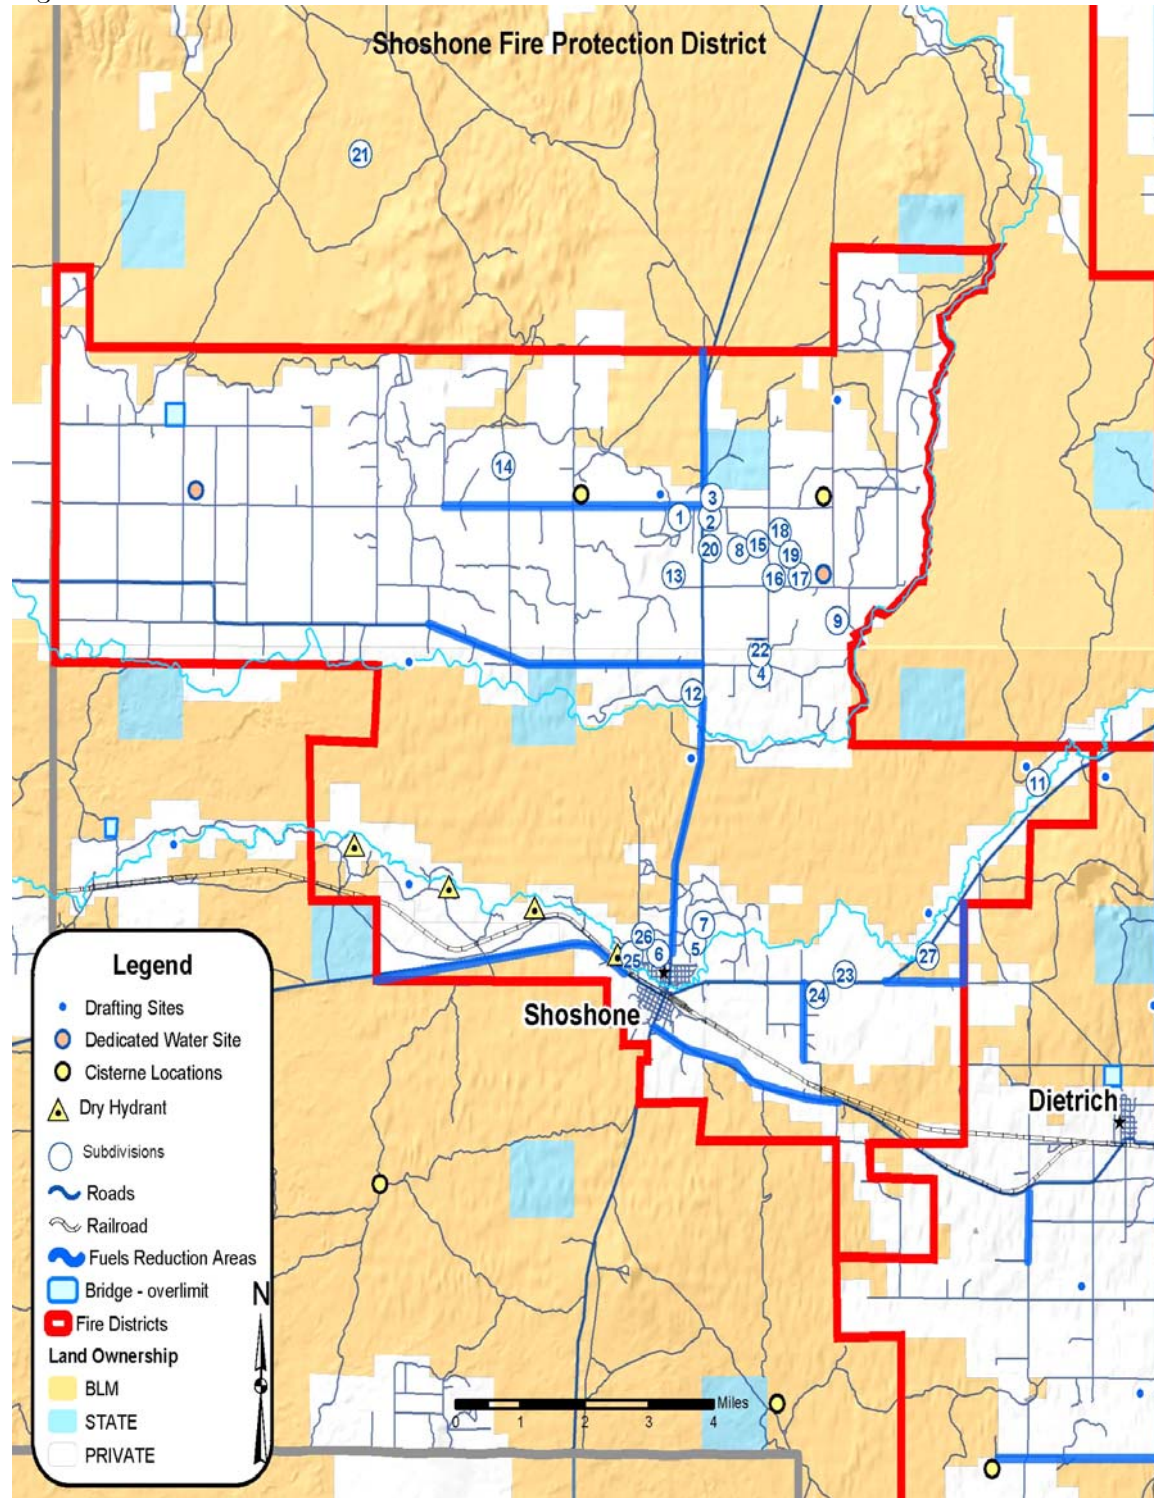 Shoshone Fire Protection District
21
14
3
1
2
18
20
8
15
19
13
16
17
9
22
4
12
11
7
26
5
6
25
27
23
24
Shoshone
Dietrich
Legend
Drafting Sites
Dedicated Water Site
Cisterne Locations
Dry Hydrant
Subdivisions
Roads
Railroad
Fuels Reduction Areas
Bridge - overlimit
Fire Districts
Land Ownership
BLM
STATE
PRIVATE
N
Miles
0 1 2 3 4